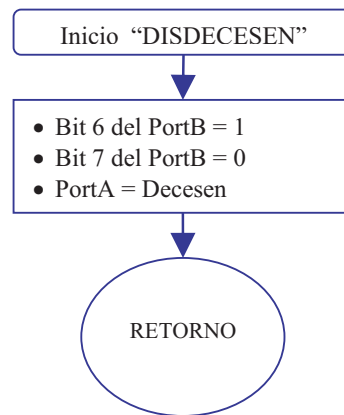 Inicio “DISDECESEN”
• Bit 6 del PortB = 1
• Bit 7 del PortB = 0
• PortA = Decesen
RETORNO